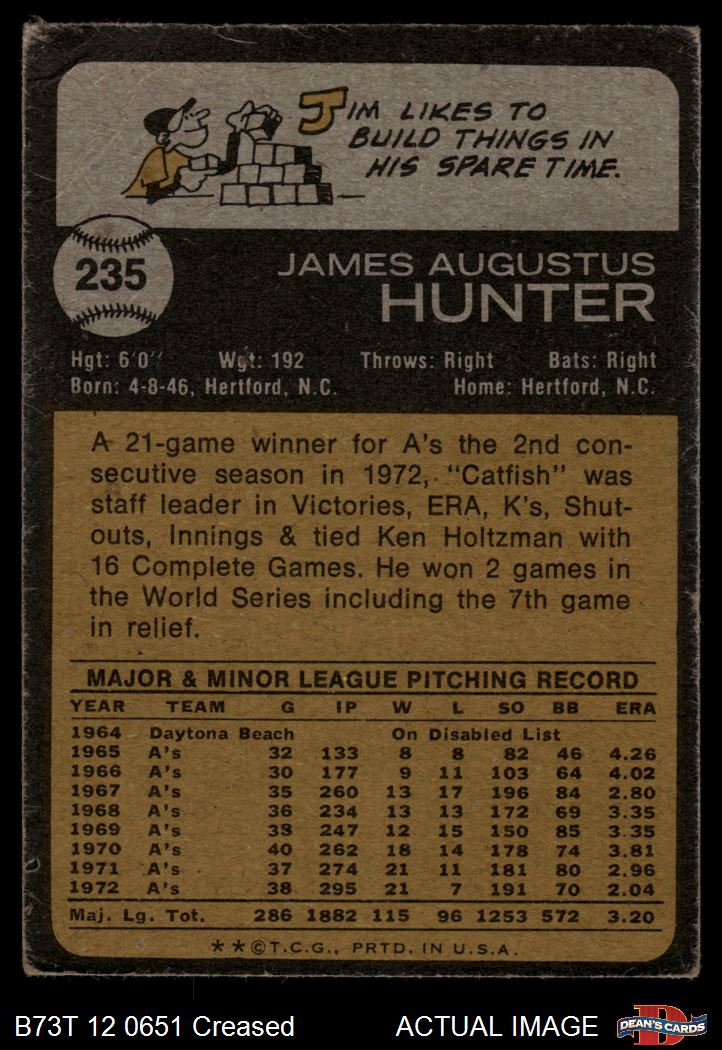 JIM LIKES TO
BUILD THINGS IN
HIS SPARE TIME.
235
JAMES AUGUSTUS
HUNTER
Hgt: 6'0" Wgt: 192 Throws: Right Bats: Right
Born: 4-8-46, Hertford, N.C. Home: Hertford, N.C.
A 21-game winner for A's the 2nd con-
secutive season in 1972, "Catfish" was
staff leader in Victories, ERA, K's, Shut-
outs, Innings & tied Ken Holtzman with
16 Complete Games. He won 2 games in
the World Series including the 7th game
in relief.
MAJOR & MINOR LEAGUE PITCHING RECORD
YEAR TEAM G IP W L SO BB ERA
1964 Daytona Beach On Disabled List
1965 A's 32 133 8 8 82 46 4.26
1966 A's 30 177 9 11 103 64 4.02
1967 A's 35 260 13 17 196 84 2.80
1968 A's 36 234 13 13 172 69 3.35
1969 A's 38 247 12 15 150 85 3.35
1970 A's 40 262 18 14 178 74 3.81
1971 A's 37 274 21 11 181 80 2.96
1972 A's 38 295 21 7 191 70 2.04
Maj. Lg. Tot. 286 1882 115 96 1253 572 3.20
**©T.C.G., PRTD. IN U.S.A.
B73T 12 0651 Creased ACTUAL IMAGE DEAN'S CARDS